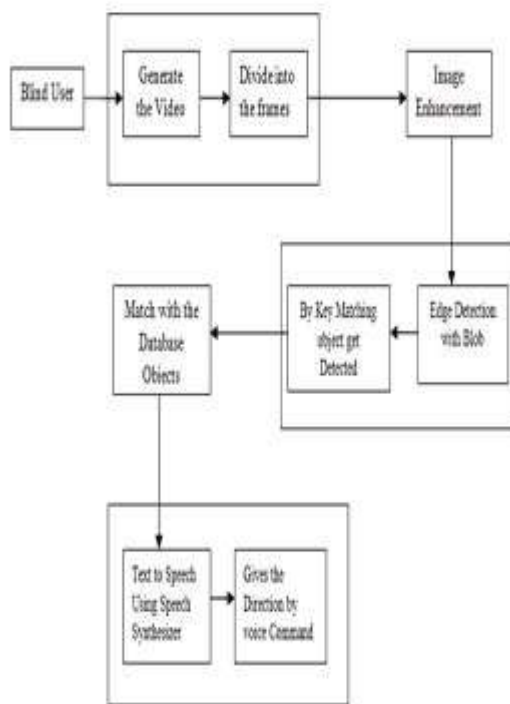 Blind User
Generate
the Video
Divide into
the frames
Image
Enhancement
Edge Detection
with Blob
By Key Matching
object get
Detected
Match with the
Database
Objects
Text to Speech
Using Speech
Synthesizer
Gives the
Direction by
voice Command